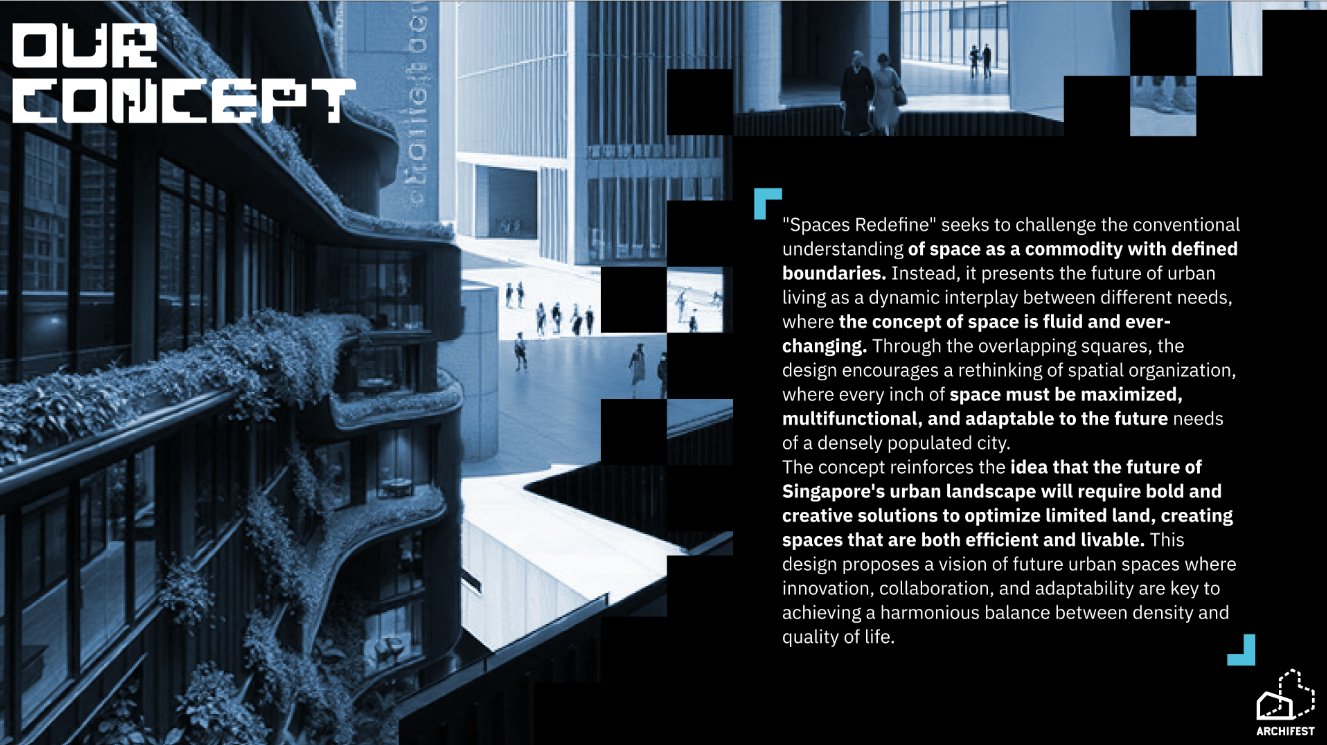 OUR
CONCEPT
"Spaces Redefine" seeks to challenge the conventional
understanding of space as a commodity with defined
boundaries. Instead, it presents the future of urban
living as a dynamic interplay between different needs,
where the concept of space is fluid and ever-
changing. Through the overlapping squares, the
design encourages a rethinking of spatial organization,
where every inch of space must be maximized,
multifunctional, and adaptable to the future needs
of a densely populated city.
The concept reinforces the idea that the future of
Singapore's urban landscape will require bold and
creative solutions to optimize limited land, creating
spaces that are both efficient and livable. This
design proposes a vision of future urban spaces where
innovation, collaboration, and adaptability are key to
achieving a harmonious balance between density and
quality of life.
ARCHIFEST